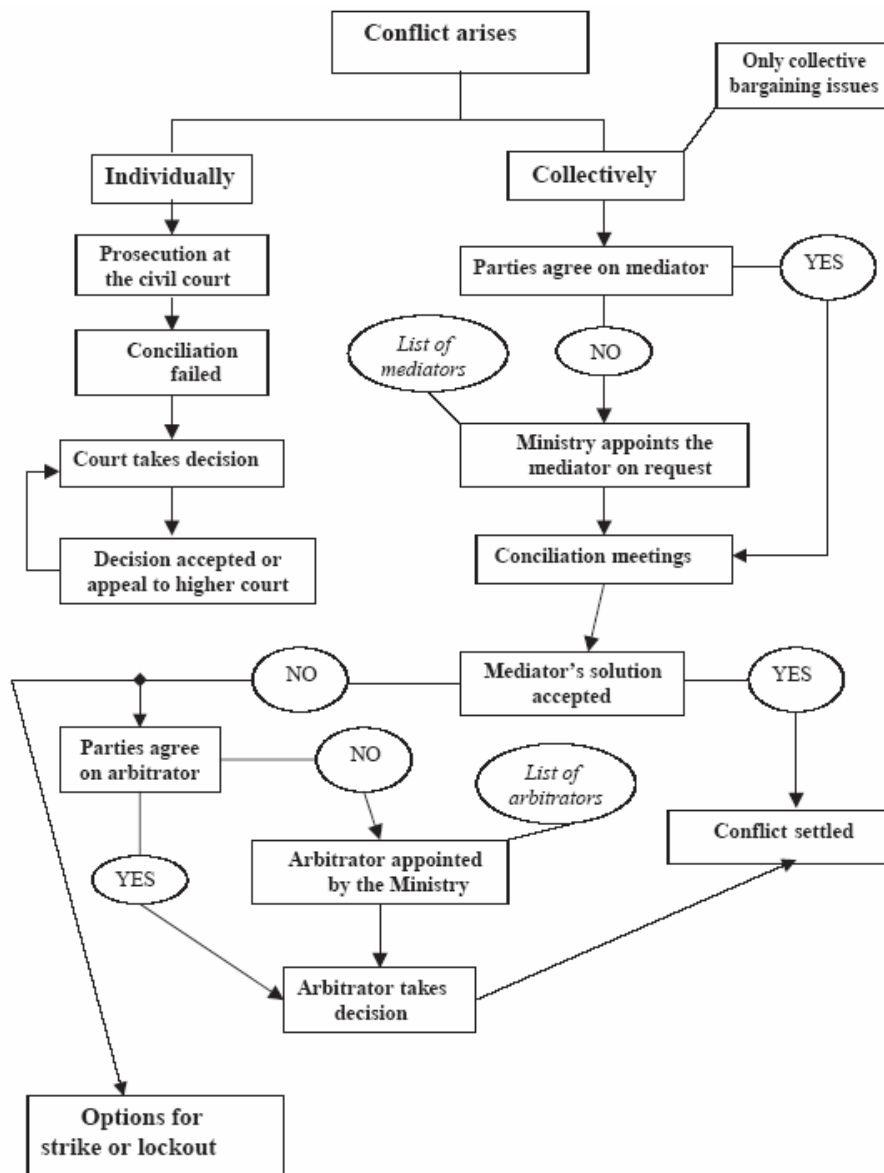 Conflict arises
Only collective
bargaining issues
Individually
Collectively
Prosecution at
the civil court
Parties agree on mediator
YES
Conciliation
failed
List of
mediators
NO
Court takes decision
Ministry appoints the
mediator on request
Decision accepted or
appeal to higher court
Conciliation meetings
NO
Mediator's solution
accepted
YES
Parties agree
on arbitrator
NO
List of
arbitrators
Conflict settled
YES
Arbitrator appointed
by the Ministry
Arbitrator takes
decision
Options for
strike or lockout